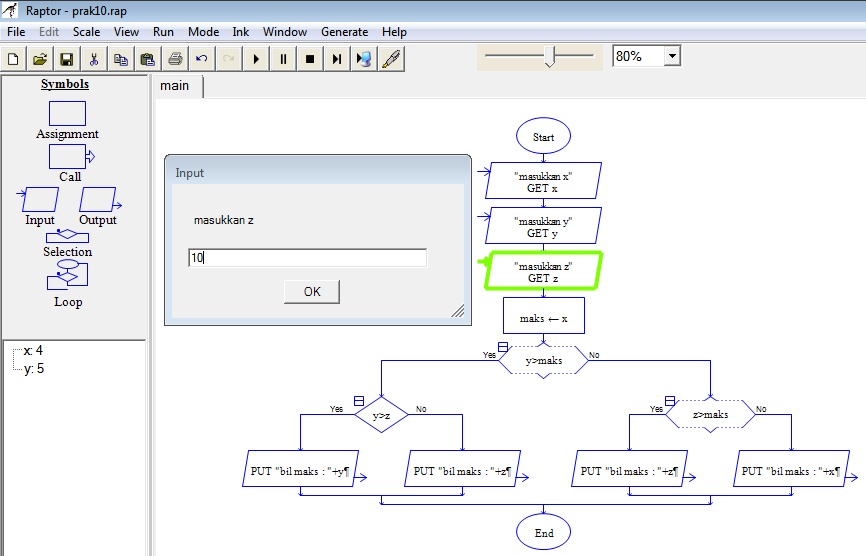 Raptor - prak10.rap
File Edit Scale View Run Mode Ink Window Generate Help
80%
Symbols
Assignment
Call
Input Output
Selection
Loop
x: 4
y: 5
main
Input
masukkan z
10
OK
Start
"masukkan x"
GET x
"masukkan y"
GET y
"masukkan z"
GET z
maks ← x
Yes y>maks No
Yes y>z No
Yes z>maks No
PUT "bil maks : "+y¶ PUT "bil maks : "+z¶ PUT "bil maks : "+z¶ PUT "bil maks : "+x¶
End